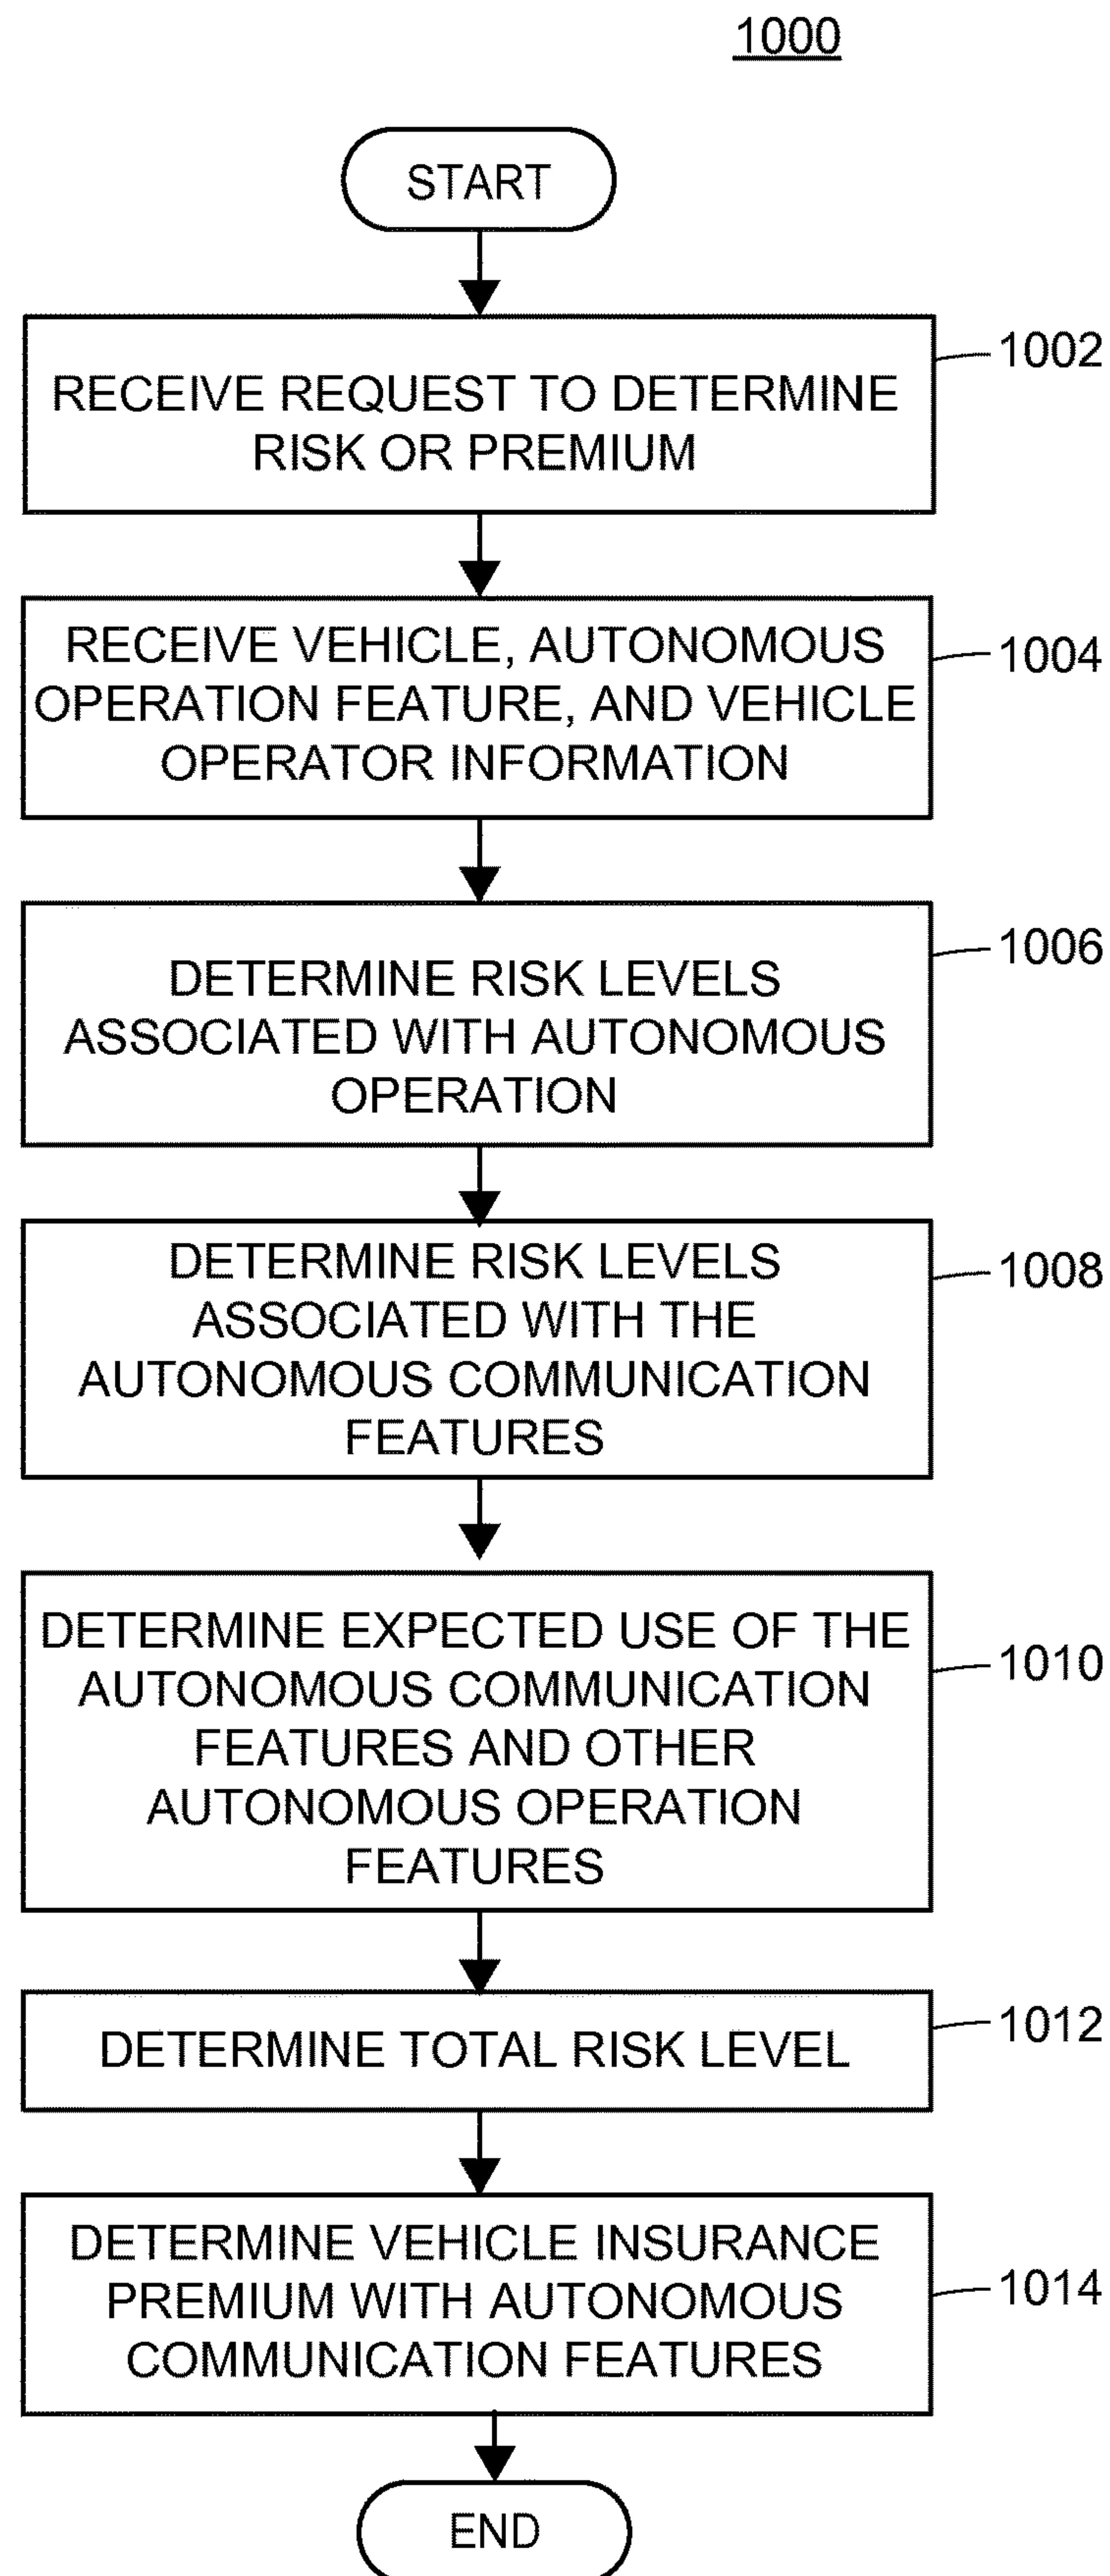 1000
START
RECEIVE REQUEST TO DETERMINE
RISK OR PREMIUM
1002
RECEIVE VEHICLE, AUTONOMOUS
OPERATION FEATURE, AND VEHICLE
OPERATOR INFORMATION
1004
DETERMINE RISK LEVELS
ASSOCIATED WITH AUTONOMOUS
OPERATION
1006
DETERMINE RISK LEVELS
ASSOCIATED WITH THE
AUTONOMOUS COMMUNICATION
FEATURES
1008
DETERMINE EXPECTED USE OF THE
AUTONOMOUS COMMUNICATION
FEATURES AND OTHER
AUTONOMOUS OPERATION
FEATURES
1010
DETERMINE TOTAL RISK LEVEL
1012
DETERMINE VEHICLE INSURANCE
PREMIUM WITH AUTONOMOUS
COMMUNICATION FEATURES
1014
END